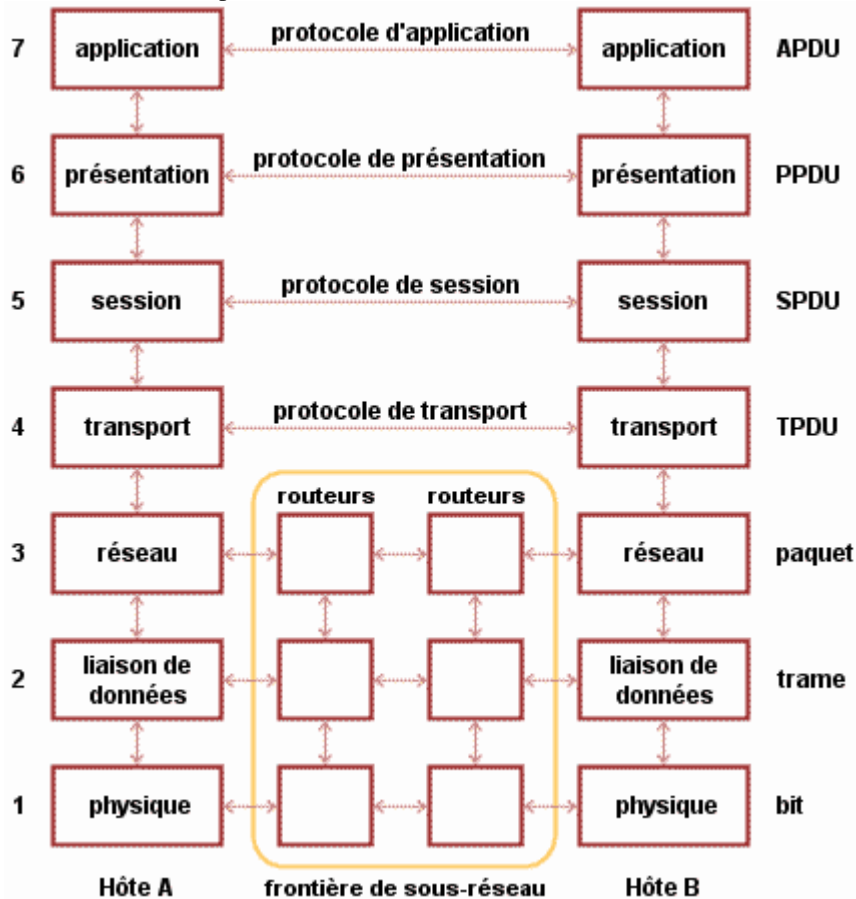 7 application protocole d'application application APDU
6 présentation protocole de présentation présentation PPDU
5 session protocole de session session SPDU
4 transport protocole de transport transport TPDU
routeurs routeurs
3 réseau réseau paquet
2 liaison de données liaison de données trame
1 physique physique bit
Hôte A frontière de sous-réseau Hôte B